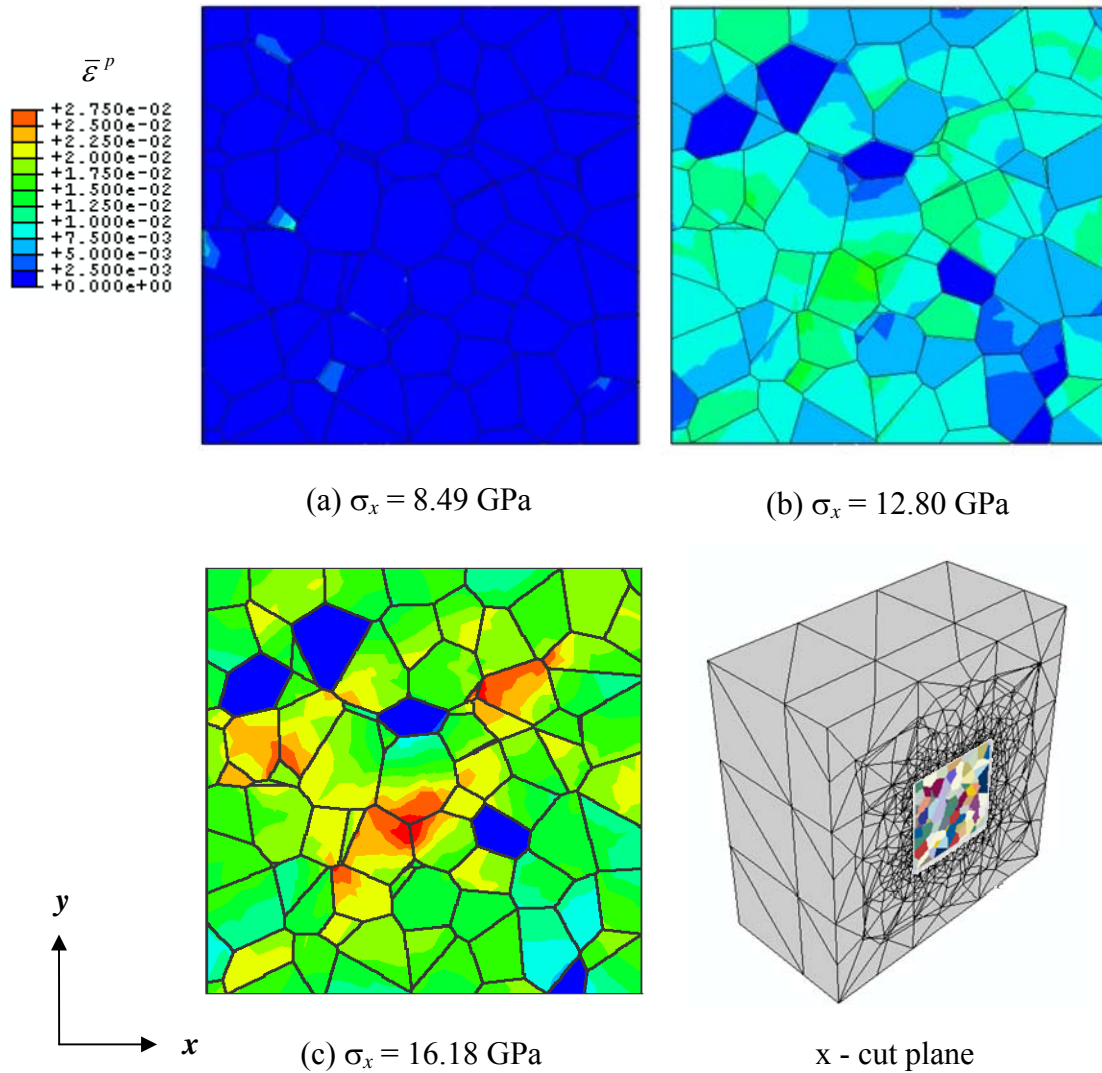 ε̄ ᵖ
+2.750e-02
+2.500e-02
+2.250e-02
+2.000e-02
+1.750e-02
+1.500e-02
+1.250e-02
+1.000e-02
+7.500e-03
+5.000e-03
+2.500e-03
+0.000e+00
(a) σₓ = 8.49 GPa
(b) σₓ = 12.80 GPa
y
x
(c) σₓ = 16.18 GPa
x - cut plane